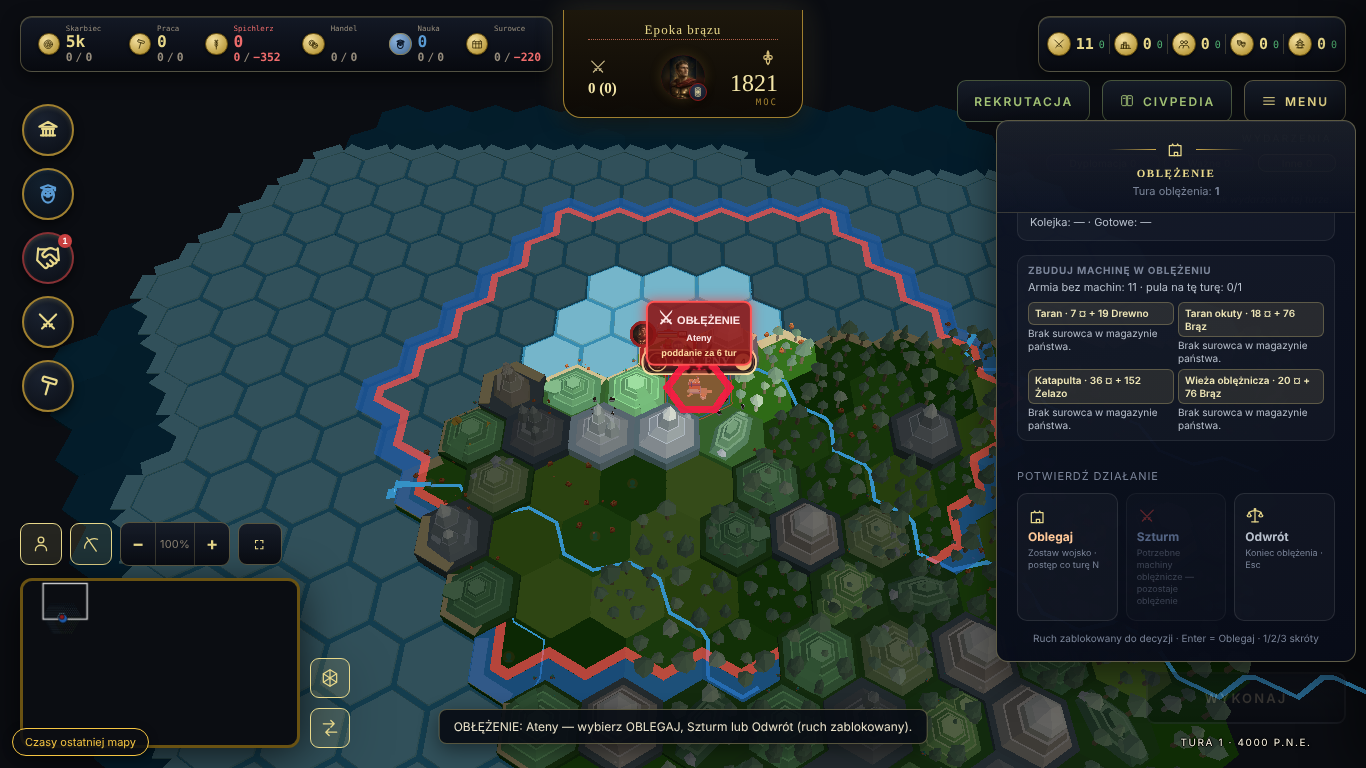 Skarbiec
5k
0 / 0
Praca
0
0 / 0
Spichlerz
0
0 / −352
Handel
0 / 0
Nauka
0
0 / 0
Surowce
0 / −220
Epoka brązu
0 (0)
1821
MOC
11 0
0 0
0 0
0 0
0 0
REKRUTACJA
CIVPEDIA
MENU
1
OBLĘŻENIE
Tura oblężenia: 1
Kolejka: — · Gotowe: —
ZBUDUJ MACHINĘ W OBLĘŻENIU
Armia bez machin: 11 · pula na tę turę: 0/1
Taran · 7 ¤ + 19 Drewno
Brak surowca w magazynie
państwa.
Taran okuty · 18 ¤ + 76
Brąz
Brak surowca w magazynie
państwa.
Katapulta · 36 ¤ + 152
Żelazo
Brak surowca w magazynie
państwa.
Wieża oblężnicza · 20 ¤ +
76 Brąz
Brak surowca w magazynie
państwa.
POTWIERDŹ DZIAŁANIE
Oblegaj
Zostaw wojsko ·
postęp co turę N
Szturm
Potrzebne
machiny
oblężnicze —
pozostaje
oblężenie
Odwrót
Koniec oblężenia ·
Esc
Ruch zablokowany do decyzji · Enter = Oblegaj · 1/2/3 skróty
OBŁĘŻENIE
Ateny
poddanie za 6 tur
− 100% +
Czasy ostatniej mapy
OBŁĘŻENIE: Ateny — wybierz OBLEGAJ, Szturm lub Odwrót (ruch zablokowany).
WYKONAJ
TURA 1 · 4000 P.N.E.